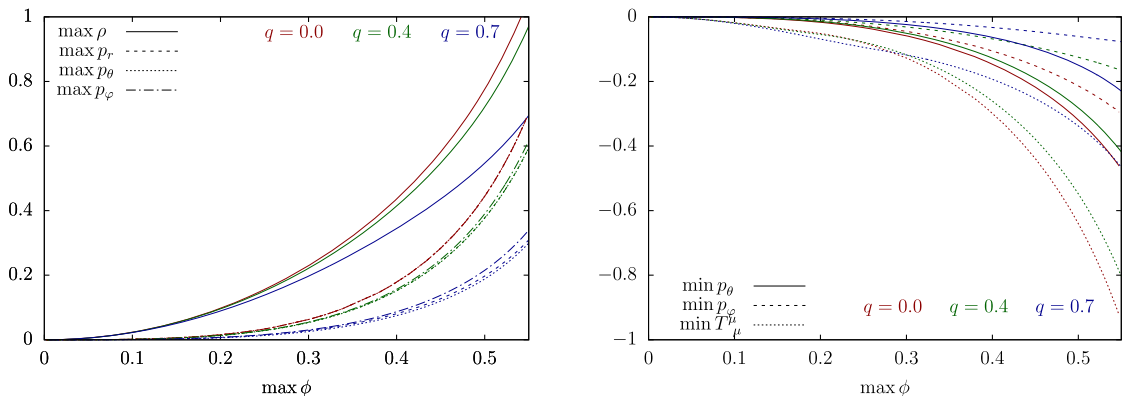 1
0.8
0.6
0.4
0.2
0
max ρ
max p_r
max p_θ
max p_φ
q = 0.0 q = 0.4 q = 0.7
0 0.1 0.2 0.3 0.4 0.5
max ϕ
0
−0.2
−0.4
−0.6
−0.8
−1
min p_θ
min p_φ
min T^μ_μ
q = 0.0 q = 0.4 q = 0.7
0 0.1 0.2 0.3 0.4 0.5
max ϕ